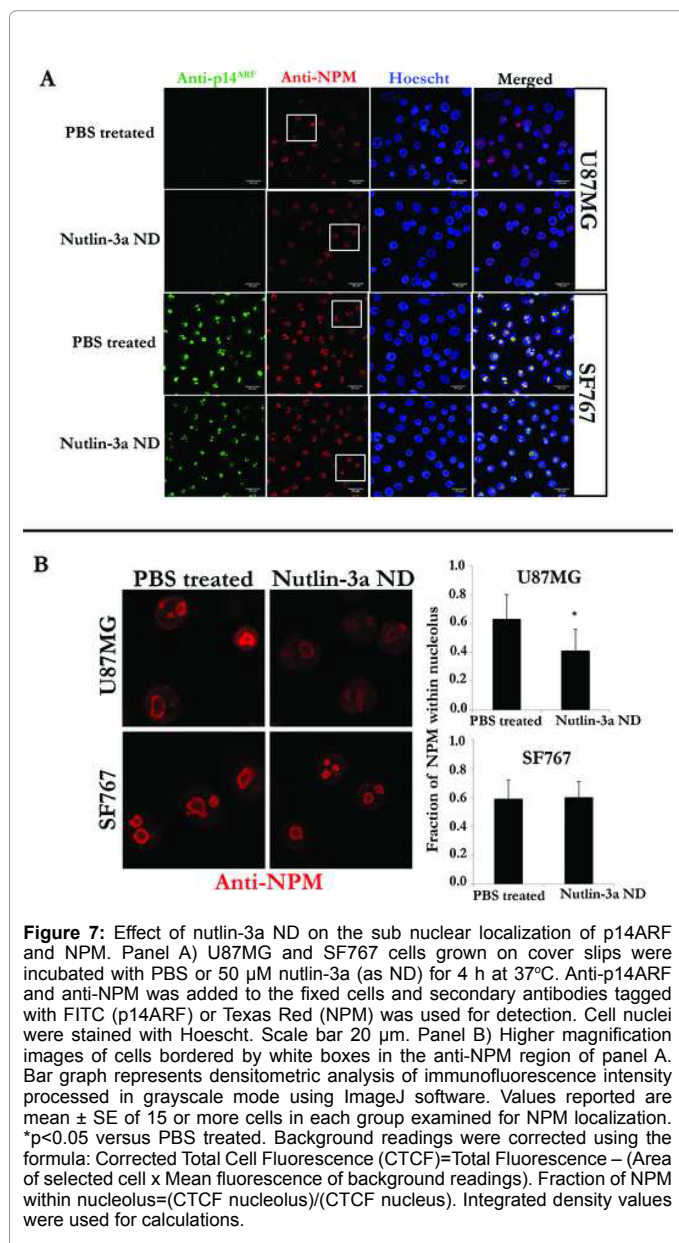 A
Anti-p14ARF Anti-NPM Hoescht Merged
PBS tretated
Nutlin-3a ND
U87MG
PBS treated
Nutlin-3a ND
SF767
B
PBS treated Nutlin-3a ND
U87MG
SF767
Anti-NPM
Fraction of NPM within nucleolus
U87MG
1.0
0.8
0.6
0.4
0.2
0.0
*
PBS treated Nutlin-3a ND
SF767
1.0
0.8
0.6
0.4
0.2
0.0
PBS treated Nutlin-3a ND
Figure 7: Effect of nutlin-3a ND on the sub nuclear localization of p14ARF
and NPM. Panel A) U87MG and SF767 cells grown on cover slips were
incubated with PBS or 50 µM nutlin-3a (as ND) for 4 h at 37°C. Anti-p14ARF
and anti-NPM was added to the fixed cells and secondary antibodies tagged
with FITC (p14ARF) or Texas Red (NPM) was used for detection. Cell nuclei
were stained with Hoescht. Scale bar 20 µm. Panel B) Higher magnification
images of cells bordered by white boxes in the anti-NPM region of panel A.
Bar graph represents densitometric analysis of immunofluorescence intensity
processed in grayscale mode using ImageJ software. Values reported are
mean ± SE of 15 or more cells in each group examined for NPM localization.
*p<0.05 versus PBS treated. Background readings were corrected using the
formula: Corrected Total Cell Fluorescence (CTCF)=Total Fluorescence – (Area
of selected cell x Mean fluorescence of background readings). Fraction of NPM
within nucleolus=(CTCF nucleolus)/(CTCF nucleus). Integrated density values
were used for calculations.